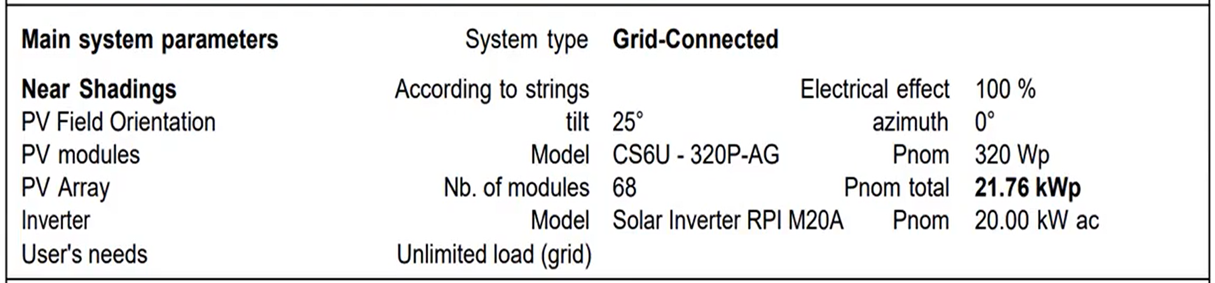 Main system parameters System type Grid-Connected
Near Shadings According to strings Electrical effect 100 %
PV Field Orientation tilt 25° azimuth 0°
PV modules Model CS6U - 320P-AG Pnom 320 Wp
PV Array Nb. of modules 68 Pnom total 21.76 kWp
Inverter Model Solar Inverter RPI M20A Pnom 20.00 kW ac
User's needs Unlimited load (grid)